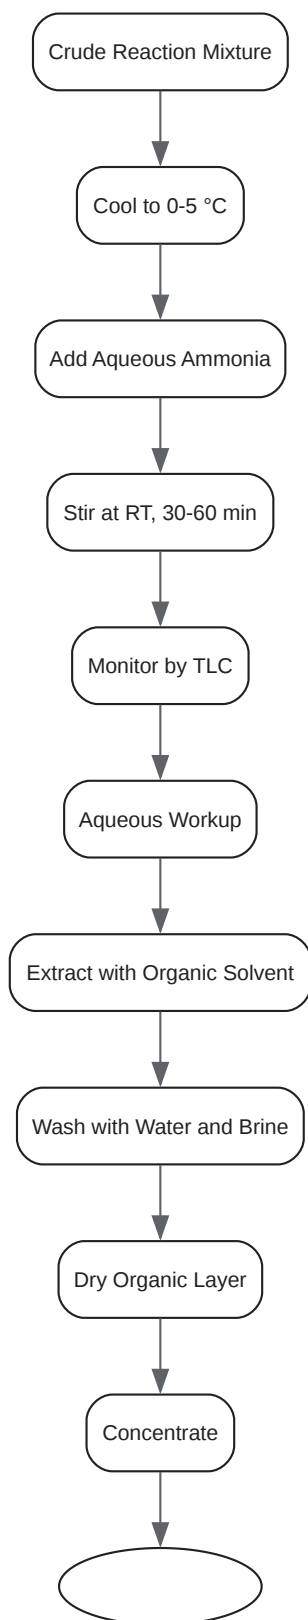 Crude Reaction Mixture
Cool to 0-5 °C
Add Aqueous Ammonia
Stir at RT, 30-60 min
Monitor by TLC
Aqueous Workup
Extract with Organic Solvent
Wash with Water and Brine
Dry Organic Layer
Concentrate